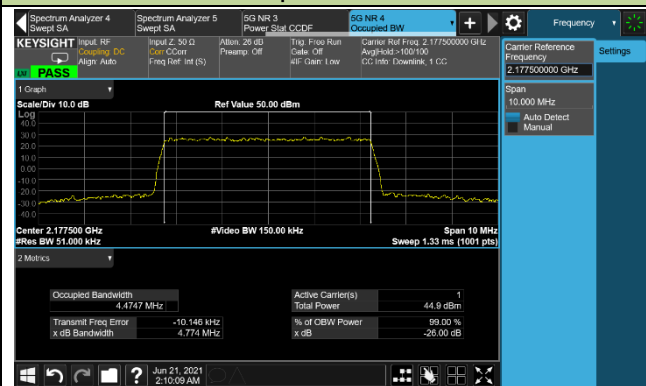 Spectrum Analyzer 4
Swept SA
Spectrum Analyzer 5
Swept SA
5G NR 3
Power Stat CCDF
5G NR 4
Occupied BW
Frequency
KEYSIGHT
Input: RF
Coupling: DC
Align: Auto
Input Z: 50 Ω
Corr CCorr
Freq Ref: Int (S)
Atten: 26 dB
Preamp: Off
Trig: Free Run
Gate: Off
#IF Gain: Low
Carrier Ref Freq: 2.177500000 GHz
Avg|Hold:>100/100
CC Info: Downlink, 1 CC
PASS
Carrier Reference
Frequency
2.177500000 GHz
Settings
Span
10.000 MHz
Auto Detect
Manual
1 Graph
Scale/Div 10.0 dB
Ref Value 50.00 dBm
Log
40.0
30.0
20.0
10.0
0.00
-10.0
-20.0
-30.0
-40.0
Center 2.177500 GHz
#Res BW 51.000 kHz
#Video BW 150.00 kHz
Span 10 MHz
Sweep 1.33 ms (1001 pts)
2 Metrics
Occupied Bandwidth
4.4747 MHz
Active Carrier(s) 1
Total Power 44.9 dBm
Transmit Freq Error -10.146 kHz
x dB Bandwidth 4.774 MHz
% of OBW Power 99.00 %
x dB -26.00 dB
?
Jun 21, 2021
2:10:09 AM